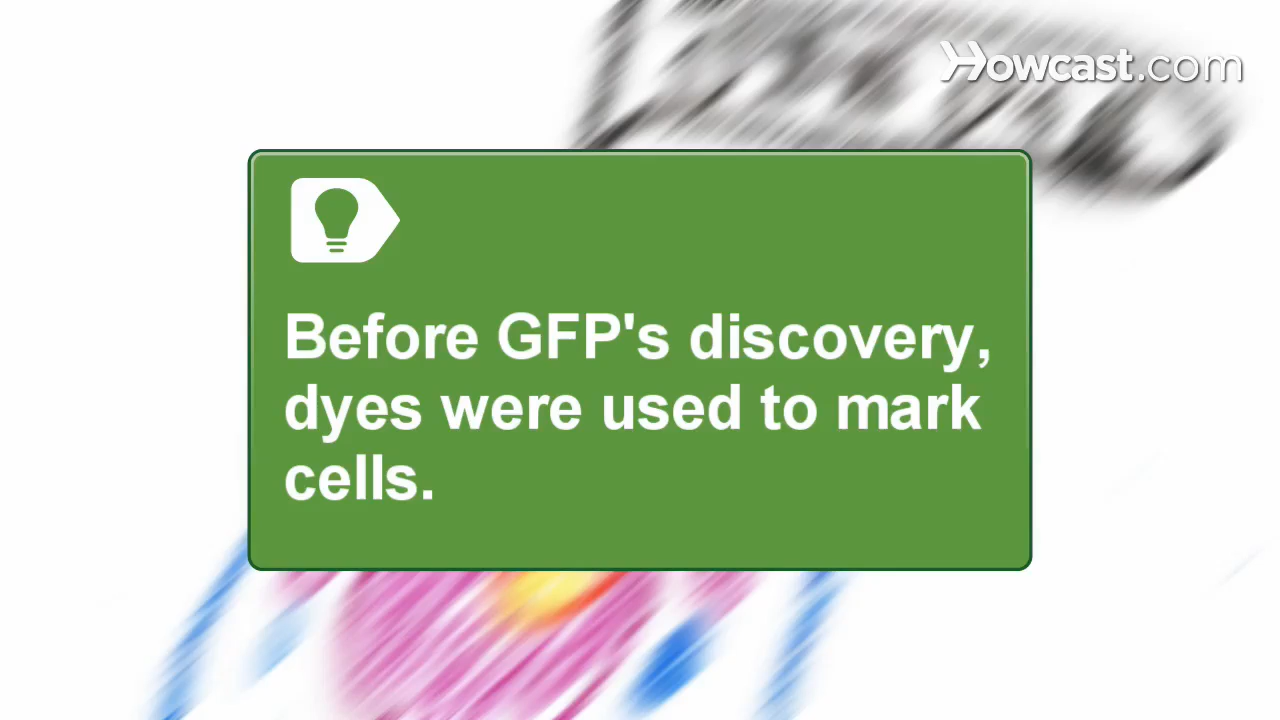 Howcast.com
Before GFP's discovery,
dyes were used to mark
cells.